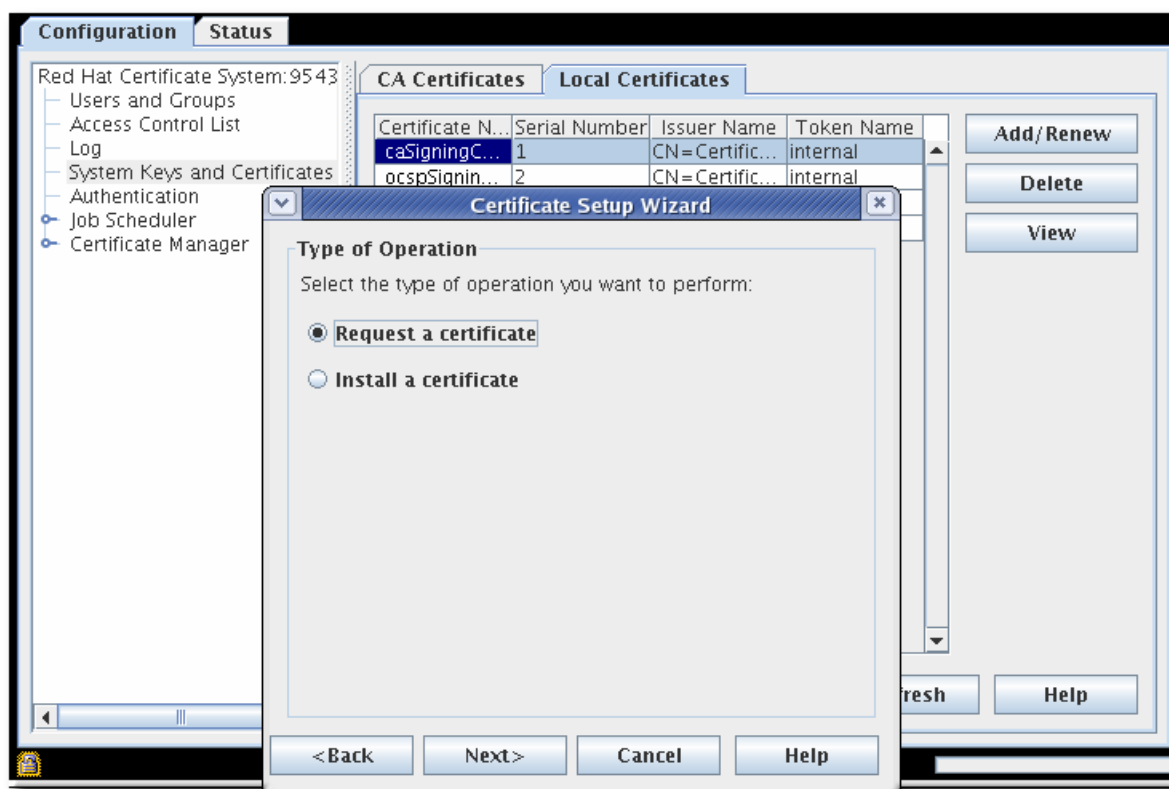 Configuration Status
Red Hat Certificate System:9543
Users and Groups
Access Control List
Log
System Keys and Certificates
Authentication
Job Scheduler
Certificate Manager
CA Certificates Local Certificates
Certificate N... Serial Number Issuer Name Token Name
caSigningC... 1 CN=Certific... internal
ocspSignin... 2 CN=Certific... internal
Add/Renew
Delete
View
Certificate Setup Wizard
Type of Operation
Select the type of operation you want to perform:
Request a certificate
Install a certificate
<Back Next> Cancel Help
fresh Help